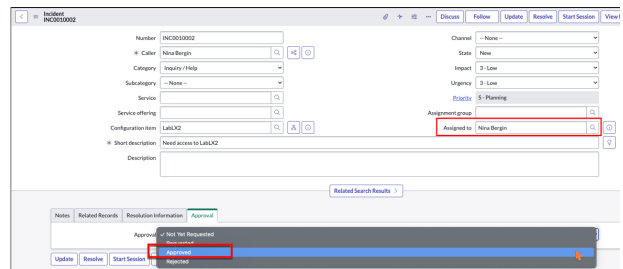 Incident
INC0010002
Discuss Follow Update Resolve Start Session View
Number INC0010002 Channel -- None --
Caller Nina Bergin State New
Category Inquiry / Help Impact 3 - Low
Subcategory -- None -- Urgency 3 - Low
Service Priority 5 - Planning
Service offering Assignment group
Configuration item LabLX2 Assigned to Nina Bergin
Short description Need access to LabLX2
Description
Related Search Results >
Notes Related Records Resolution Information Approval
Approval ✓ Not Yet Requested
Requested
Approved
Update Resolve Start Session
Rejected